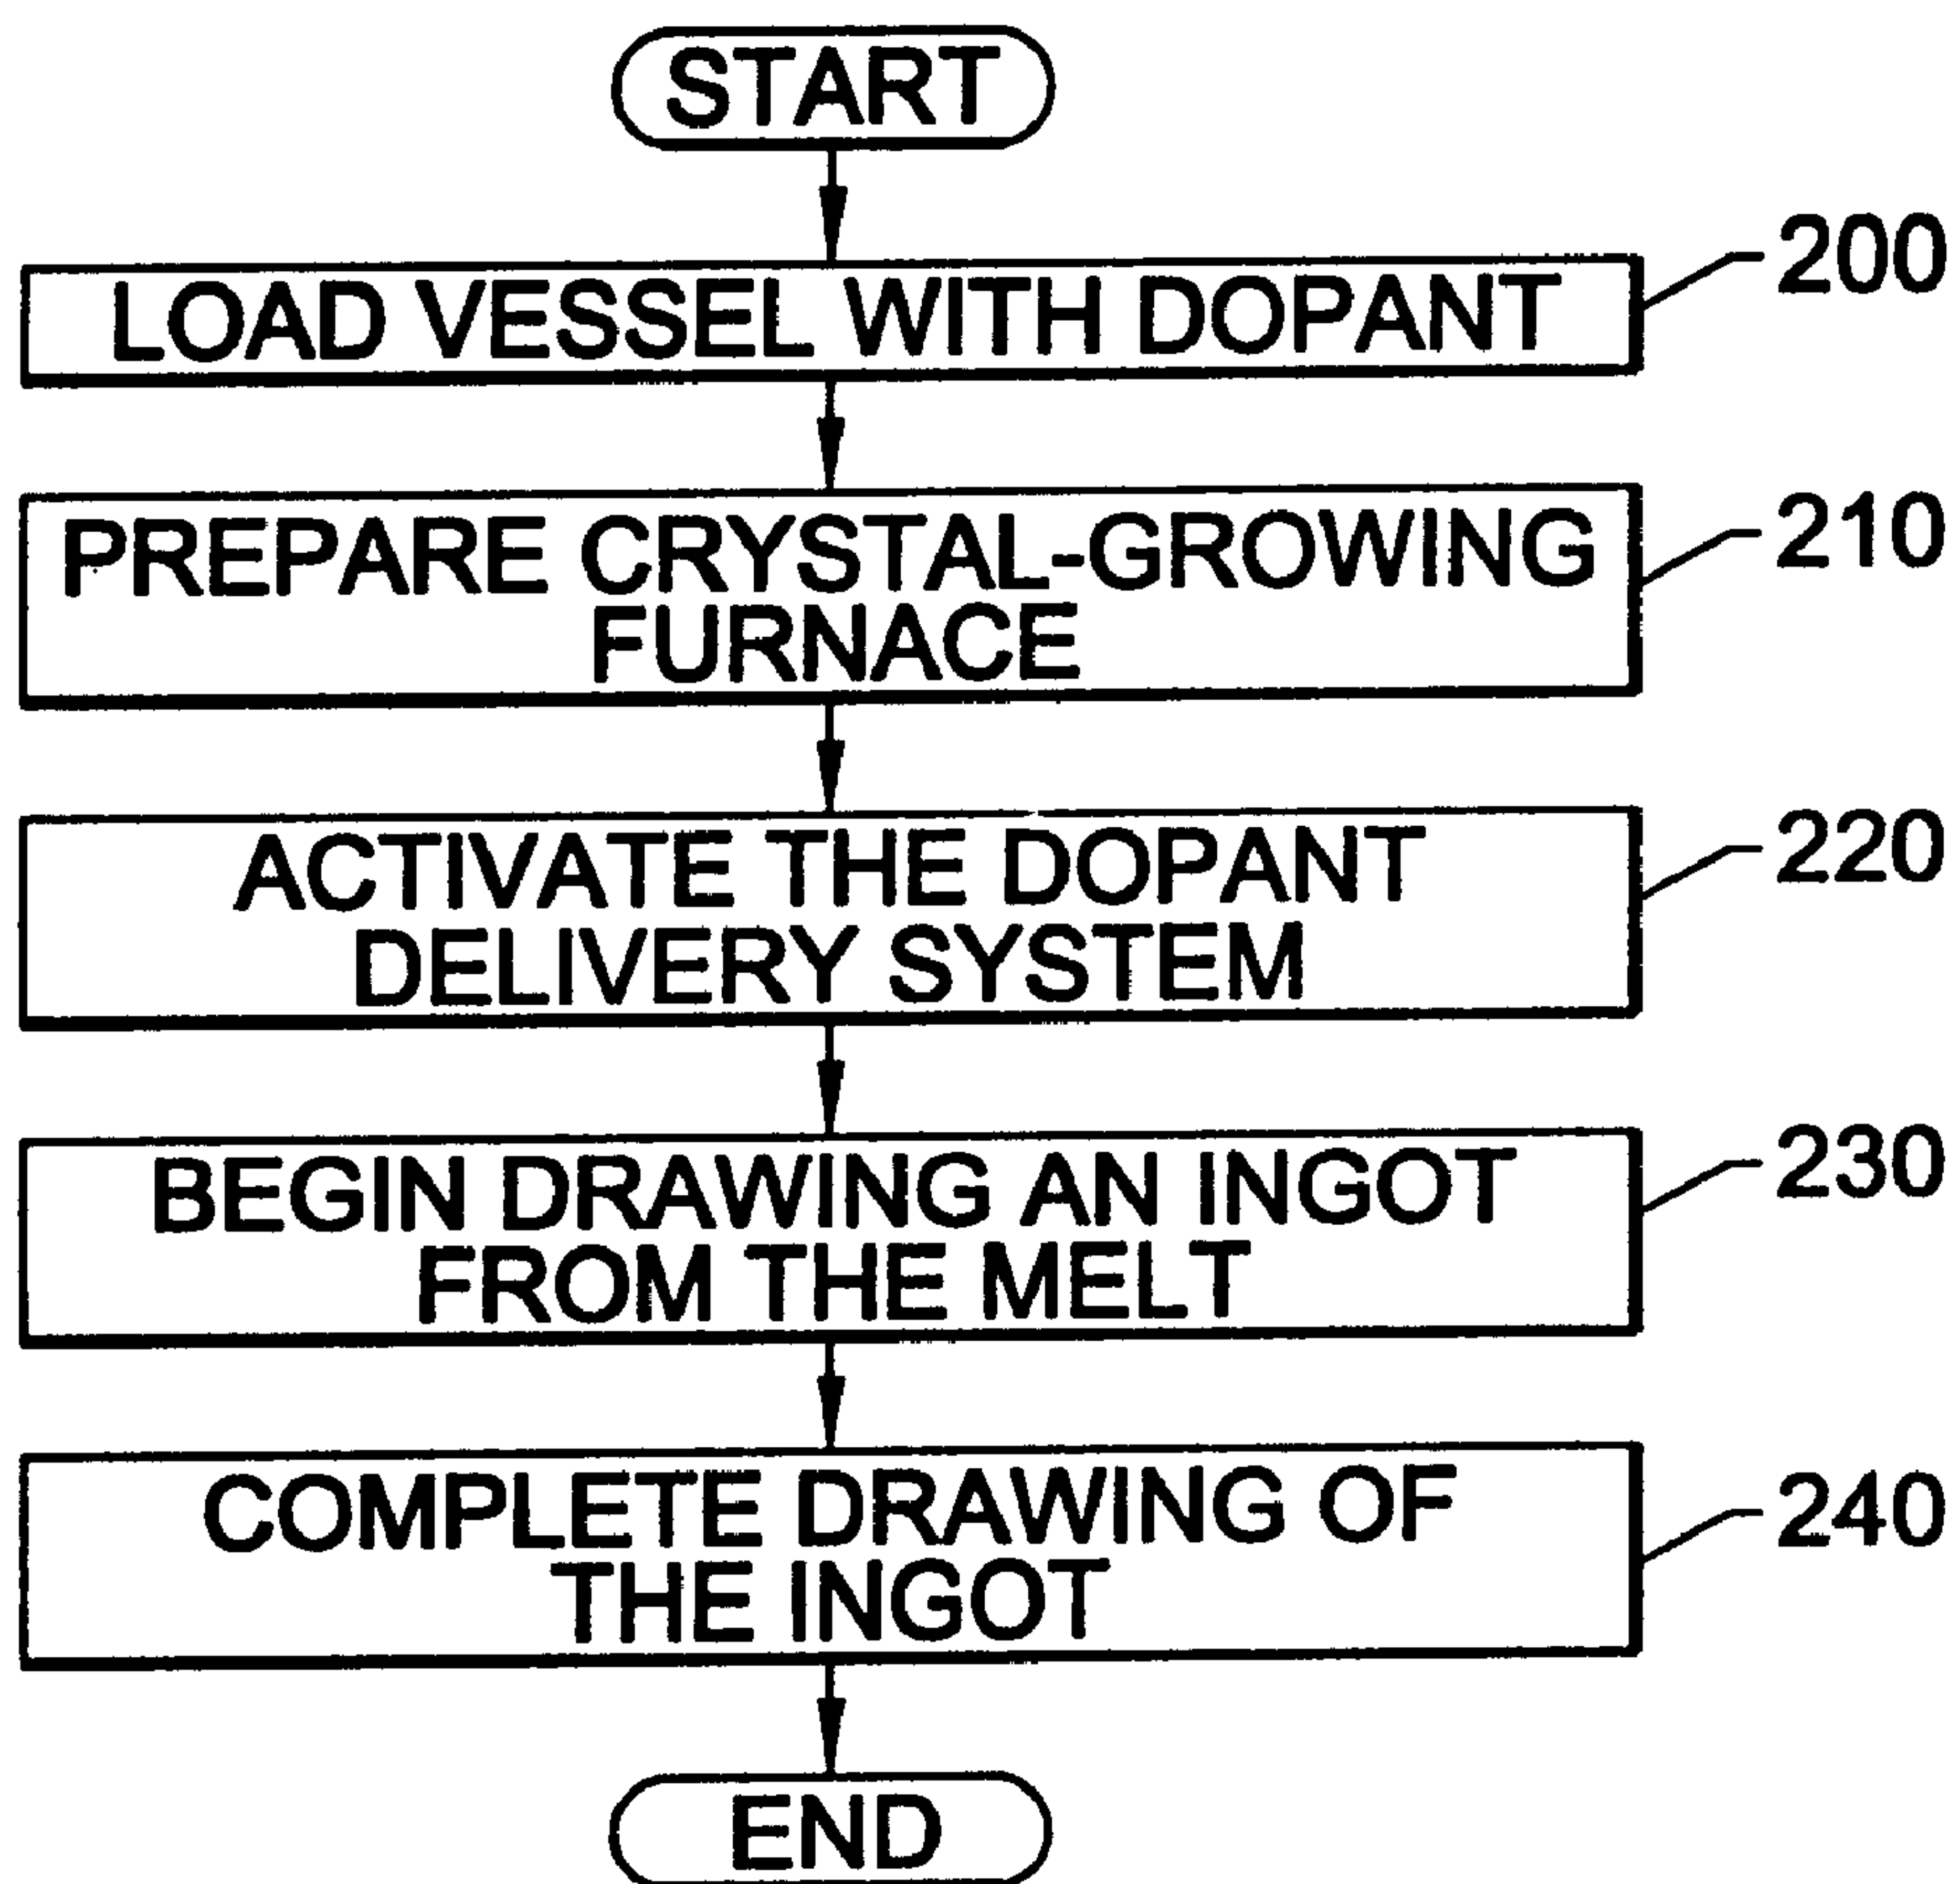 START
200
LOAD VESSEL WITH DOPANT
210
PREPARE CRYSTAL-GROWING
FURNACE
220
ACTIVATE THE DOPANT
DELIVERY SYSTEM
230
BEGIN DRAWING AN INGOT
FROM THE MELT
240
COMPLETE DRAWING OF
THE INGOT
END